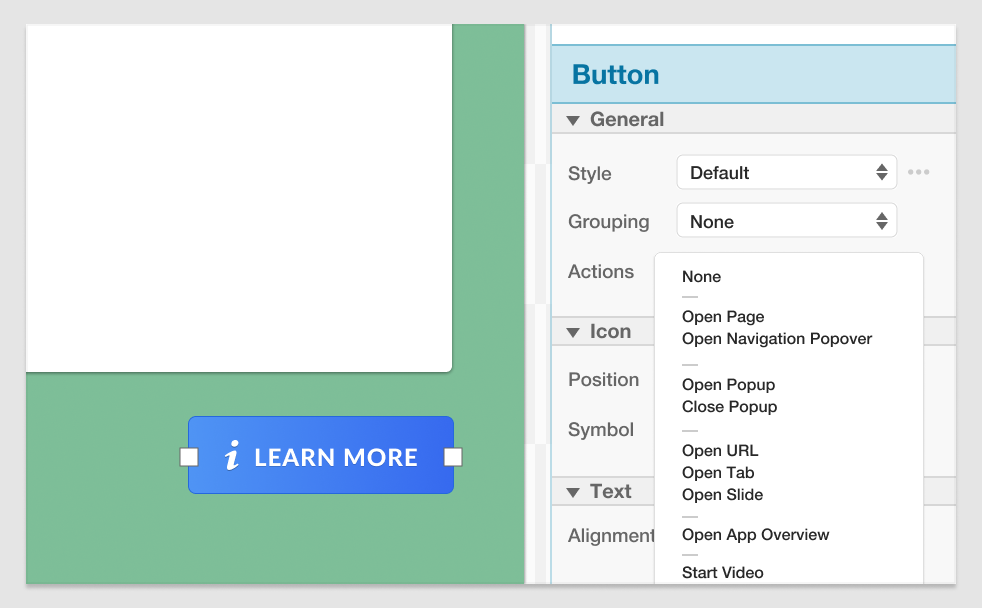 Button
General
Style
Default
Grouping
None
Actions
None
Open Page
Open Navigation Popover
Open Popup
Close Popup
Open URL
Open Tab
Open Slide
Open App Overview
Start Video
Icon
Position
Symbol
Text
Alignment
i LEARN MORE